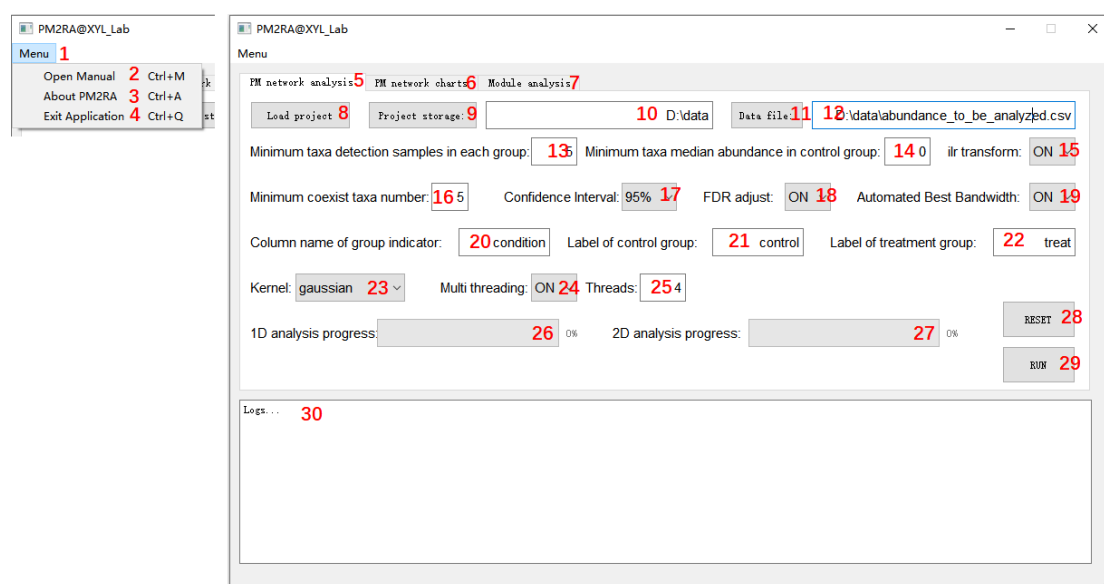 PM2RA@XYL_Lab
Menu 1
Open Manual 2 Ctrl+M
About PM2RA 3 Ctrl+A
Exit Application 4 Ctrl+Q
PM2RA@XYL_Lab
Menu
PM network analysis 5 PM network charts 6 Module analysis 7
Load project 8 Project storage: 9 10 D:\data Data file: 11 12 D:\data\abundance_to_be_analyzed.csv
Minimum taxa detection samples in each group: 13 5 Minimum taxa median abundance in control group: 14 0 ilr transform: ON 15
Minimum coexist taxa number: 16 5 Confidence Interval: 95% 17 FDR adjust: ON 18 Automated Best Bandwidth: ON 19
Column name of group indicator: 20 condition Label of control group: 21 control Label of treatment group: 22 treat
Kernel: gaussian 23 Multi threading: ON 24 Threads: 25 4
1D analysis progress: 26 0% 2D analysis progress: 27 0%
RESET 28
RUN 29
Logs... 30